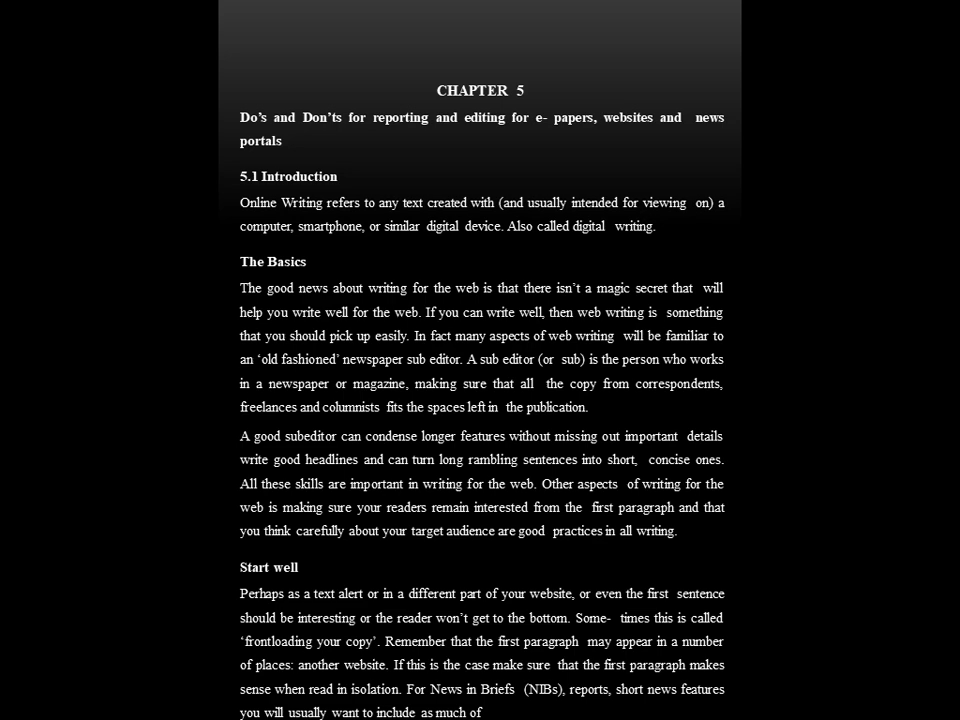 CHAPTER 5
Do’s and Don’ts for reporting and editing for e- papers, websites and news
portals
5.1 Introduction
Online Writing refers to any text created with (and usually intended for viewing on) a
computer, smartphone, or similar digital device. Also called digital writing.
The Basics
The good news about writing for the web is that there isn’t a magic secret that will
help you write well for the web. If you can write well, then web writing is something
that you should pick up easily. In fact many aspects of web writing will be familiar to
an ‘old fashioned’ newspaper sub editor. A sub editor (or sub) is the person who works
in a newspaper or magazine, making sure that all the copy from correspondents,
freelances and columnists fits the spaces left in the publication.
A good subeditor can condense longer features without missing out important details
write good headlines and can turn long rambling sentences into short, concise ones.
All these skills are important in writing for the web. Other aspects of writing for the
web is making sure your readers remain interested from the first paragraph and that
you think carefully about your target audience are good practices in all writing.
Start well
Perhaps as a text alert or in a different part of your website, or even the first sentence
should be interesting or the reader won’t get to the bottom. Some- times this is called
‘frontloading your copy’. Remember that the first paragraph may appear in a number
of places: another website. If this is the case make sure that the first paragraph makes
sense when read in isolation. For News in Briefs (NIBs), reports, short news features
you will usually want to include as much of